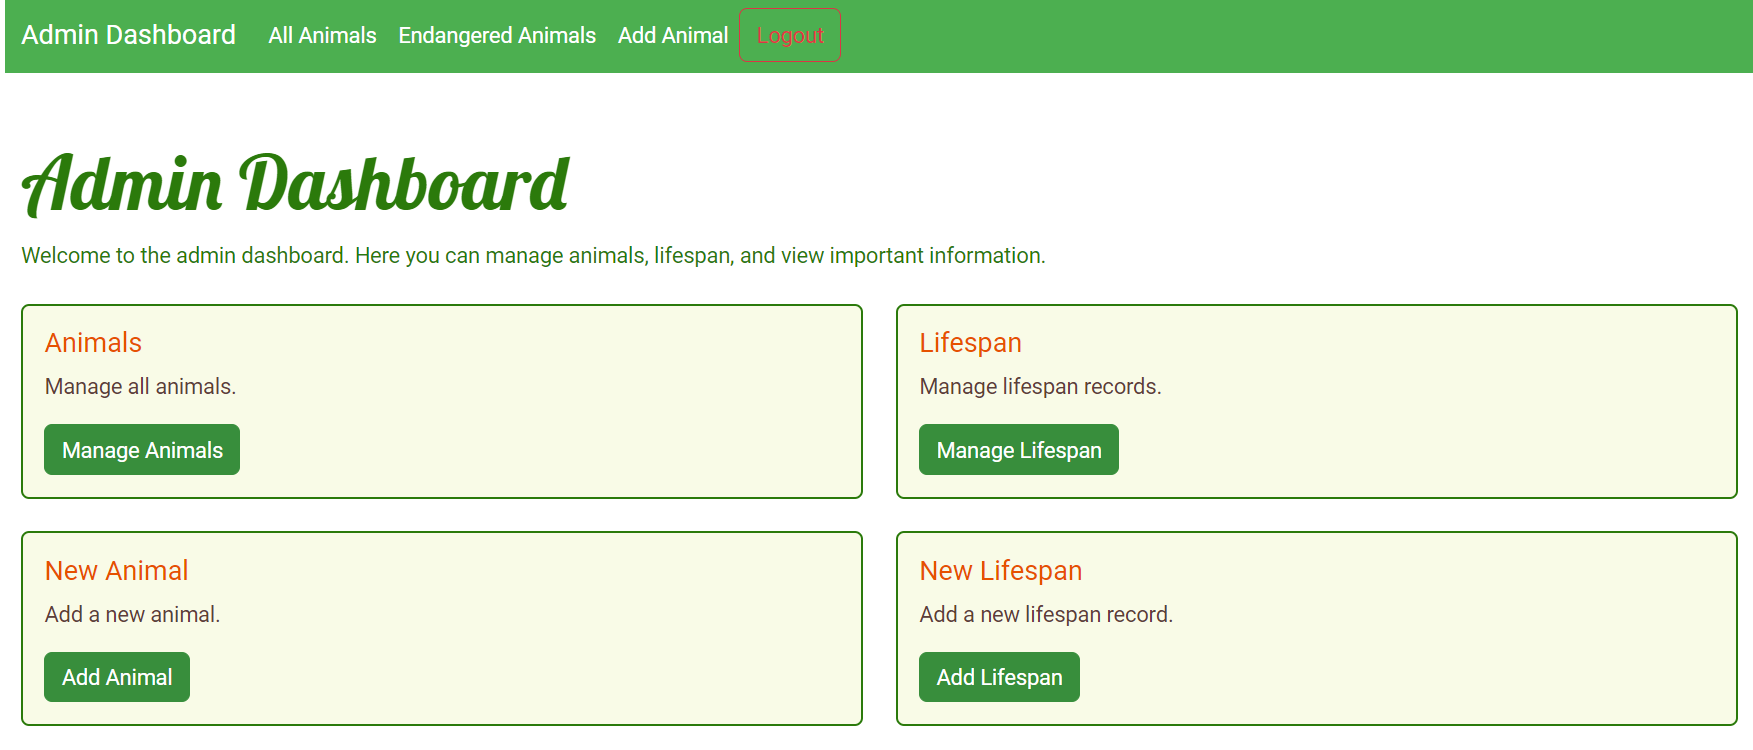 Admin Dashboard All Animals Endangered Animals Add Animal Logout
Admin Dashboard
Welcome to the admin dashboard. Here you can manage animals, lifespan, and view important information.
Animals
Manage all animals.
Manage Animals
Lifespan
Manage lifespan records.
Manage Lifespan
New Animal
Add a new animal.
Add Animal
New Lifespan
Add a new lifespan record.
Add Lifespan